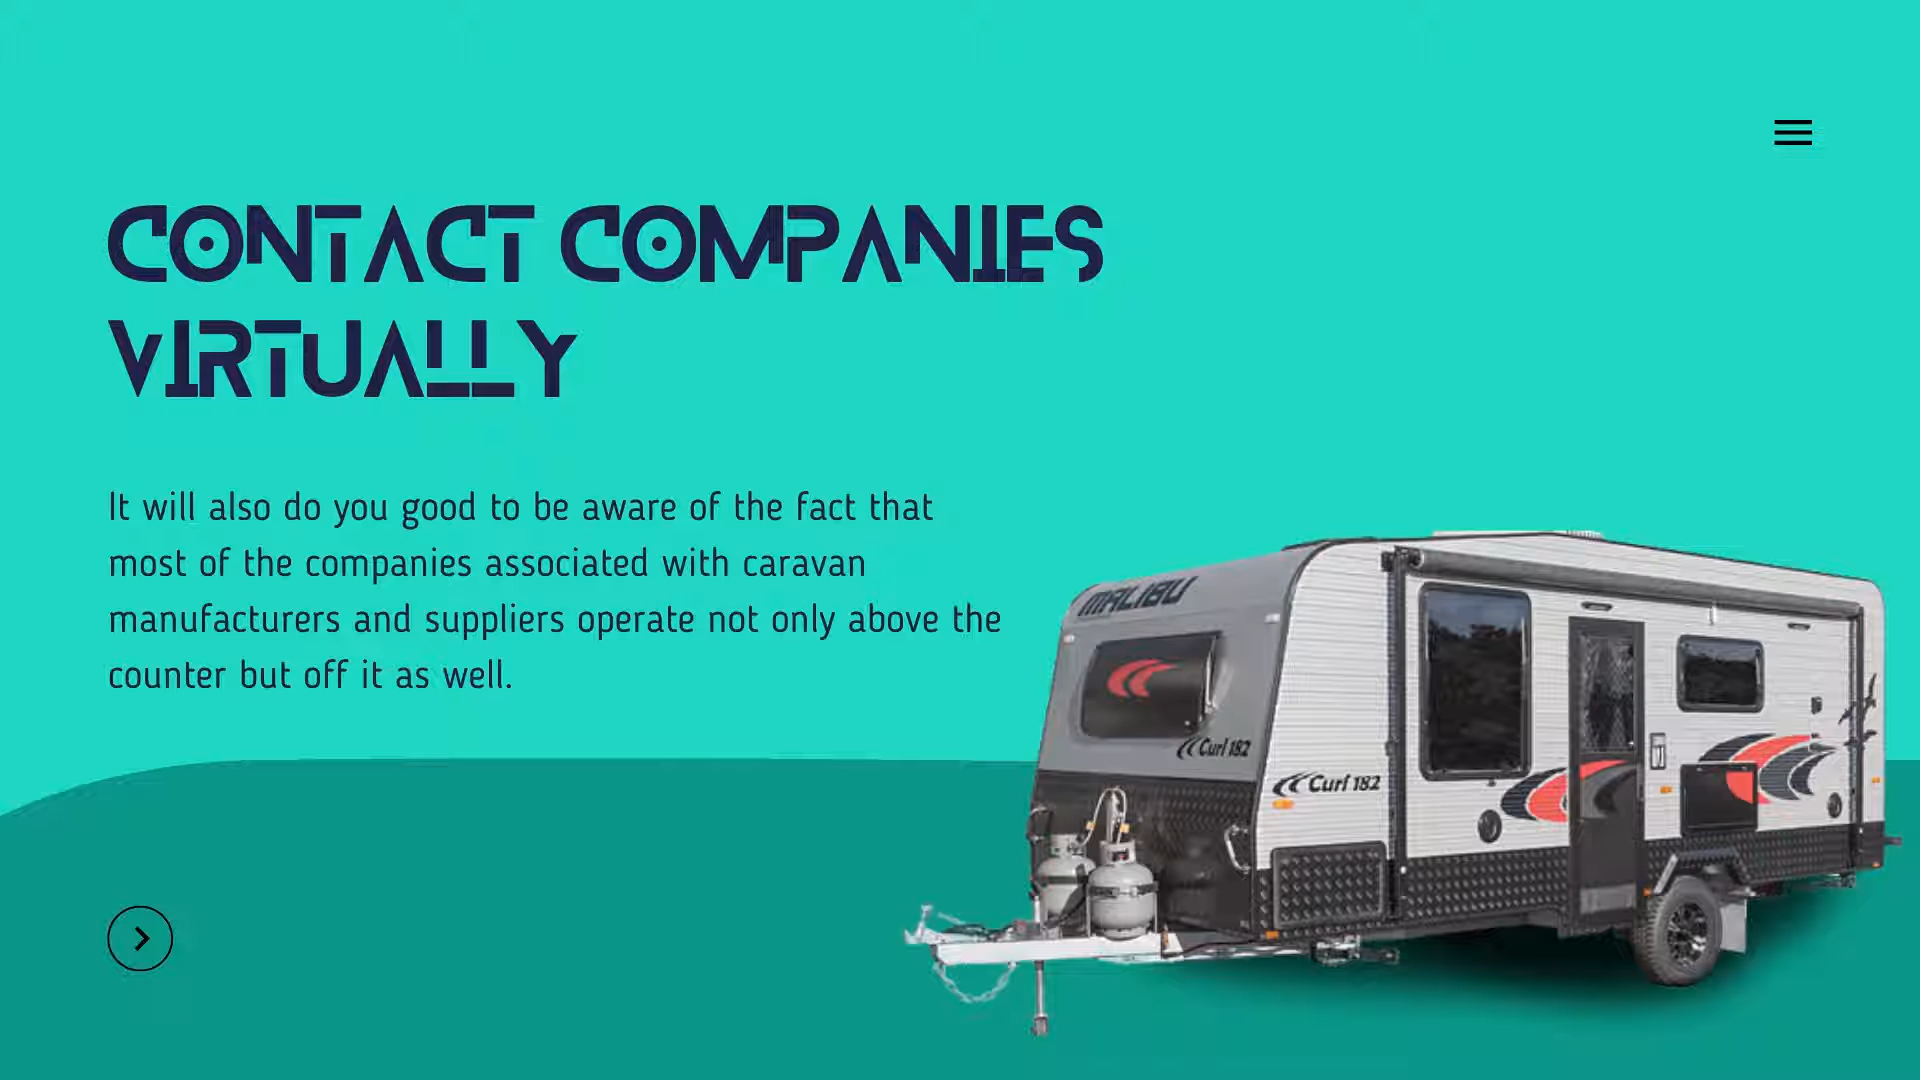 CONTACT COMPANIES
VIRTUALLY
It will also do you good to be aware of the fact that
most of the companies associated with caravan
manufacturers and suppliers operate not only above the
counter but off it as well.
MALIBU
Curl 182
Curl 182